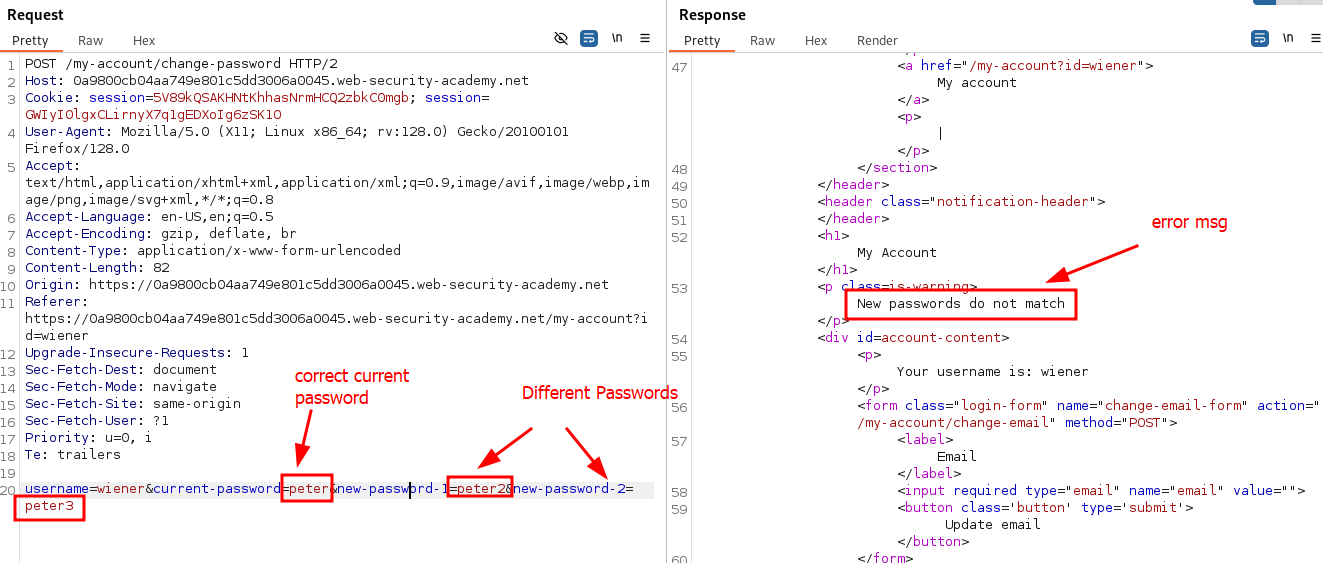 Request
Pretty Raw Hex
\n
1 POST /my-account/change-password HTTP/2
2 Host: 0a9800cb04aa749e801c5dd3006a0045.web-security-academy.net
3 Cookie: session=5V89kQSAKHNtKhhasNrmHCQ2zbkC0mgb; session=
GWIyI0lgxCLirnyX7q1gEDXoIg6zSK1O
4 User-Agent: Mozilla/5.0 (X11; Linux x86_64; rv:128.0) Gecko/20100101
Firefox/128.0
5 Accept:
text/html,application/xhtml+xml,application/xml;q=0.9,image/avif,image/webp,im
age/png,image/svg+xml,*/*;q=0.8
6 Accept-Language: en-US,en;q=0.5
7 Accept-Encoding: gzip, deflate, br
8 Content-Type: application/x-www-form-urlencoded
9 Content-Length: 82
10 Origin: https://0a9800cb04aa749e801c5dd3006a0045.web-security-academy.net
11 Referer:
https://0a9800cb04aa749e801c5dd3006a0045.web-security-academy.net/my-account?i
d=wiener
12 Upgrade-Insecure-Requests: 1
13 Sec-Fetch-Dest: document
14 Sec-Fetch-Mode: navigate
15 Sec-Fetch-Site: same-origin
16 Sec-Fetch-User: ?1
17 Priority: u=0, i
18 Te: trailers
19
20 username=wiener&current-password=peter&new-password-1=peter2&new-password-2=
peter3
correct current
password
Different Passwords
Response
Pretty Raw Hex Render
\n
47 <a href="/my-account?id=wiener">
My account
</a>
<p>
|
</p>
48 </section>
49 </header>
50 <header class="notification-header">
51 </header>
52 <h1>
My Account
</h1>
53 <p class=is-warning>
New passwords do not match
</p>
54 <div id=account-content>
55 <p>
Your username is: wiener
</p>
56 <form class="login-form" name="change-email-form" action="
/my-account/change-email" method="POST">
57 <label>
Email
</label>
58 <input required type="email" name="email" value="">
59 <button class='button' type='submit'>
Update email
</button>
60 </form>
error msg